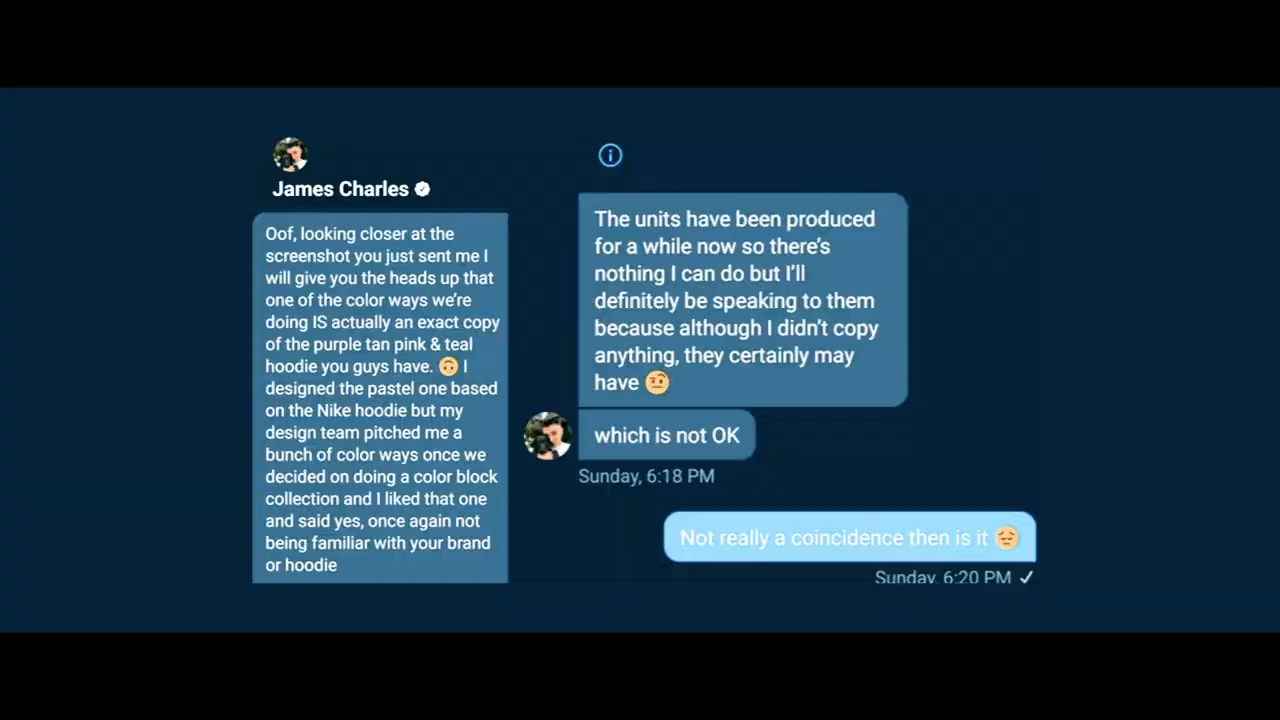 James Charles
Oof, looking closer at the
screenshot you just sent me I
will give you the heads up that
one of the color ways we're
doing IS actually an exact copy
of the purple tan pink & teal
hoodie you guys have. 🙃 I
designed the pastel one based
on the Nike hoodie but my
design team pitched me a
bunch of color ways once we
decided on doing a color block
collection and I liked that one
and said yes, once again not
being familiar with your brand
or hoodie
The units have been produced
for a while now so there's
nothing I can do but I'll
definitely be speaking to them
because although I didn't copy
anything, they certainly may
have 🤨
which is not OK
Sunday, 6:18 PM
Not really a coincidence then is it 😔
Sunday, 6:20 PM ✓